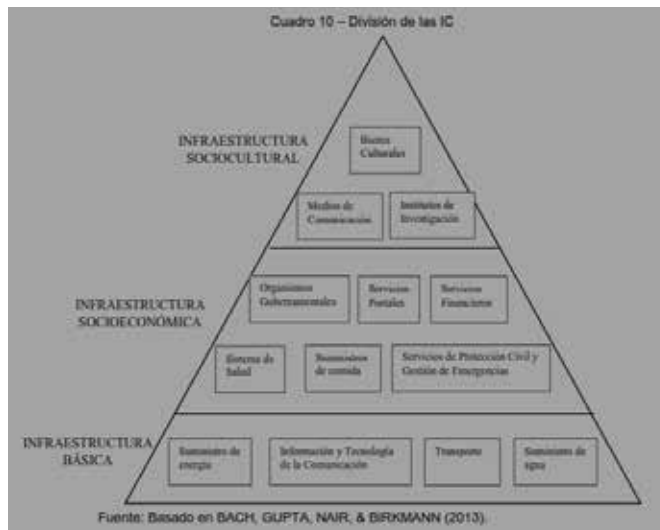 Cuadro 10 – División de las IC
INFRAESTRUCTURA
SOCIOCULTURAL
Bienes
Culturales
Medios de
Comunicación
Institutos de
Investigación
INFRAESTRUCTURA
SOCIOECONÓMICA
Organismos
Gubernamentales
Servicios
Postales
Servicios
Financieros
Sistema de
Salud
Suministros
de comida
Servicios de Protección Civil y
Gestión de Emergencias
INFRAESTRUCTURA
BÁSICA
Suministro de
energía
Información y Tecnología
de la Comunicación
Transporte
Suministro de
agua
Fuente: Basado en BACH, GUPTA, NAIR, & BIRKMANN (2013).